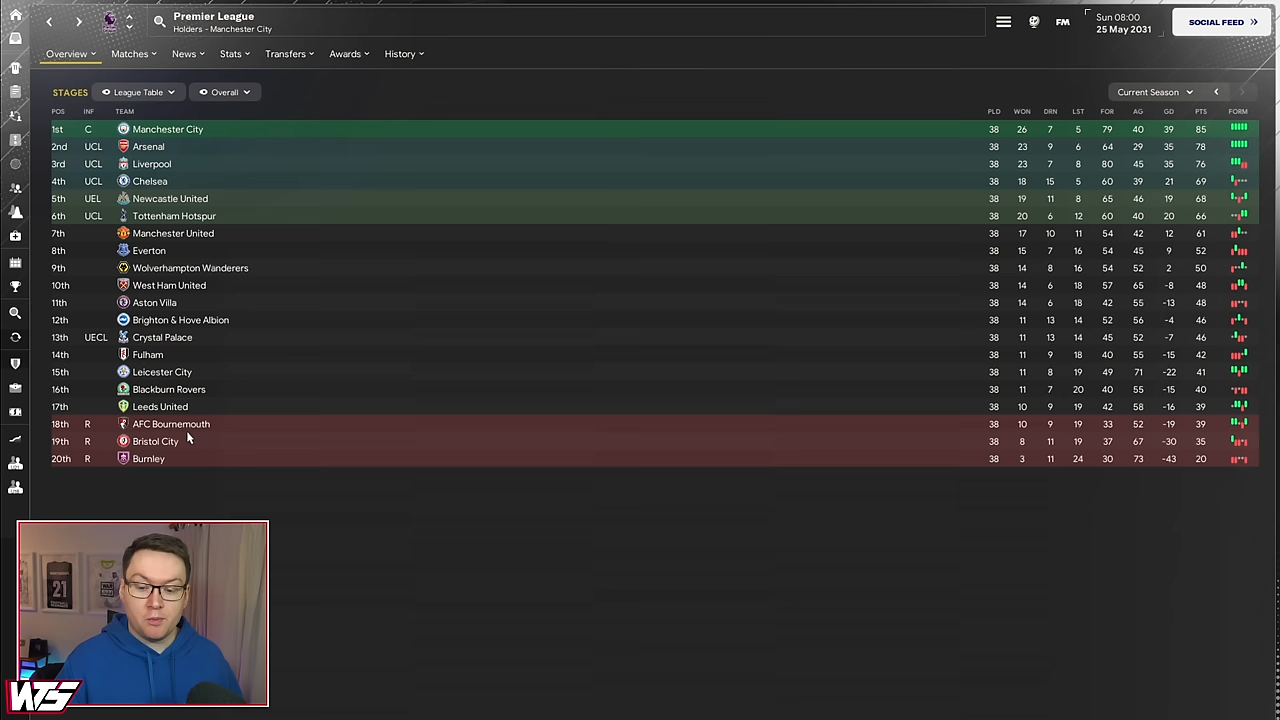 Premier League
Holders - Manchester City
FM
Sun 08:00
25 May 2031
SOCIAL FEED
Overview
Matches
News
Stats
Transfers
Awards
History
STAGES
League Table
Overall
Current Season
POS INF TEAM PLD WON DRN LST FOR AG GD PTS FORM
1st C Manchester City 38 26 7 5 79 40 39 85
2nd UCL Arsenal 38 23 9 6 64 29 35 78
3rd UCL Liverpool 38 23 7 8 80 45 35 76
4th UCL Chelsea 38 18 15 5 60 39 21 69
5th UEL Newcastle United 38 19 11 8 65 46 19 68
6th UCL Tottenham Hotspur 38 20 6 12 60 40 20 66
7th Manchester United 38 17 10 11 54 42 12 61
8th Everton 38 15 7 16 54 45 9 52
9th Wolverhampton Wanderers 38 14 8 16 54 52 2 50
10th West Ham United 38 14 6 18 57 65 -8 48
11th Aston Villa 38 14 6 18 42 55 -13 48
12th Brighton & Hove Albion 38 11 13 14 52 56 -4 46
13th UECL Crystal Palace 38 11 13 14 45 52 -7 46
14th Fulham 38 11 9 18 40 55 -15 42
15th Leicester City 38 11 8 19 49 71 -22 41
16th Blackburn Rovers 38 11 7 20 40 55 -15 40
17th Leeds United 38 10 9 19 42 58 -16 39
18th R AFC Bournemouth 38 10 9 19 33 52 -19 39
19th R Bristol City 38 8 11 19 37 67 -30 35
20th R Burnley 38 3 11 24 30 73 -43 20
21
WTS